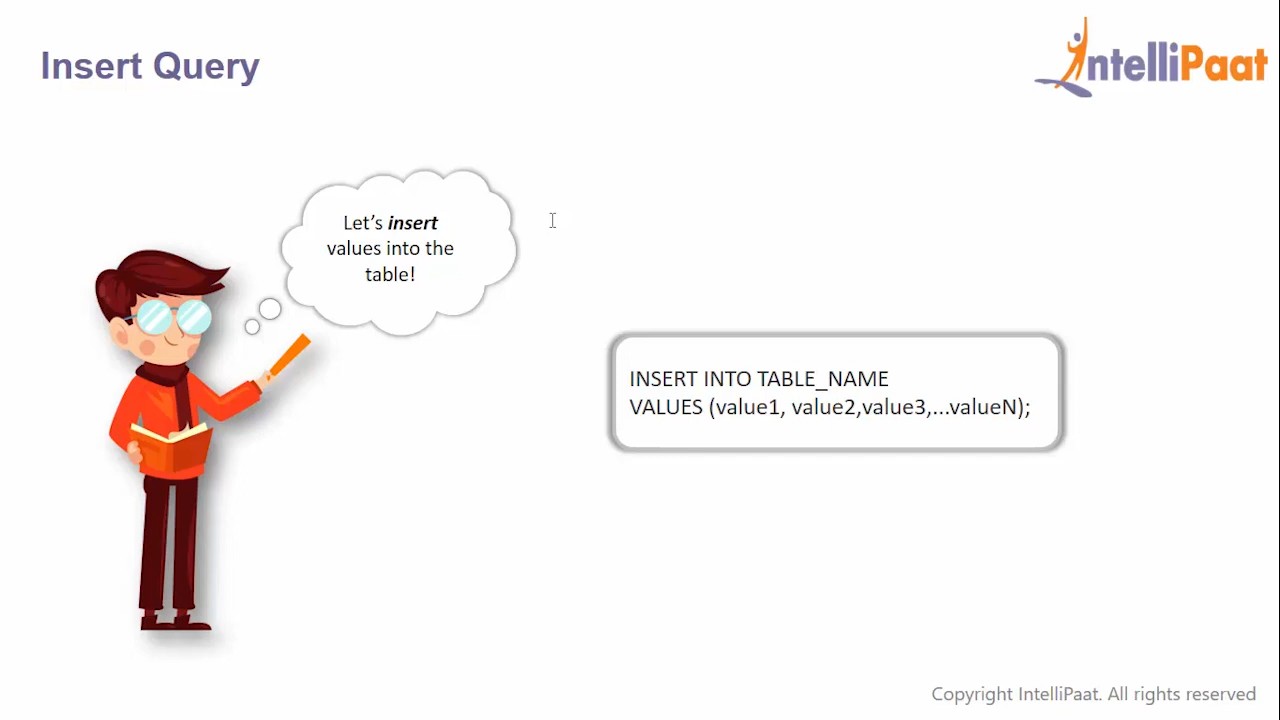 Insert Query
IntelliPaat
Let’s insert
values into the
table!
INSERT INTO TABLE_NAME
VALUES (value1, value2,value3,...valueN);
Copyright IntelliPaat. All rights reserved